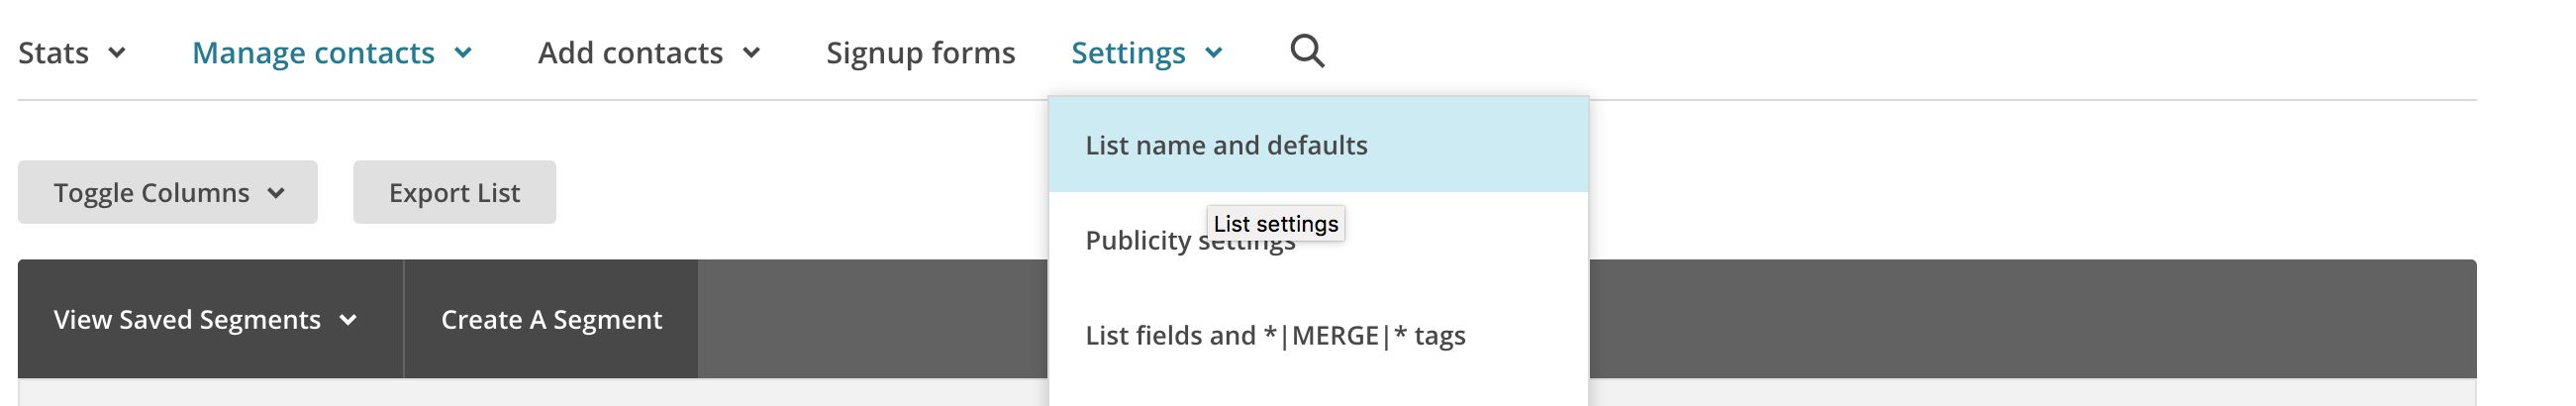 Stats Manage contacts Add contacts Signup forms Settings
List name and defaults
Toggle Columns Export List
List settings
Publicity settings
View Saved Segments Create A Segment
List fields and *|MERGE|* tags